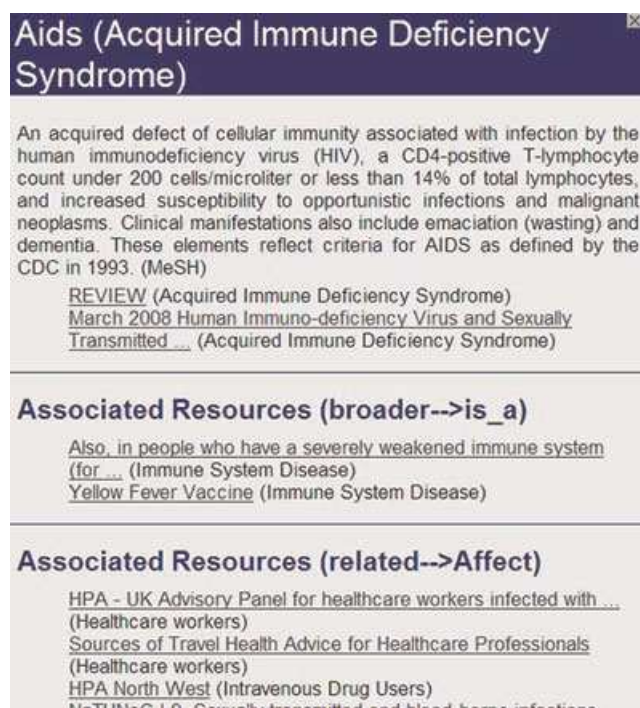 Aids (Acquired Immune Deficiency
Syndrome)
An acquired defect of cellular immunity associated with infection by the
human immunodeficiency virus (HIV), a CD4-positive T-lymphocyte
count under 200 cells/microliter or less than 14% of total lymphocytes,
and increased susceptibility to opportunistic infections and malignant
neoplasms. Clinical manifestations also include emaciation (wasting) and
dementia. These elements reflect criteria for AIDS as defined by the
CDC in 1993. (MeSH)
REVIEW (Acquired Immune Deficiency Syndrome)
March 2008 Human Immuno-deficiency Virus and Sexually
Transmitted ... (Acquired Immune Deficiency Syndrome)
Associated Resources (broader-->is_a)
Also, in people who have a severely weakened immune system
(for ... (Immune System Disease)
Yellow Fever Vaccine (Immune System Disease)
Associated Resources (related-->Affect)
HPA - UK Advisory Panel for healthcare workers infected with ...
(Healthcare workers)
Sources of Travel Health Advice for Healthcare Professionals
(Healthcare workers)
HPA North West (Intravenous Drug Users)
Sexually transmitted and blood-borne infections